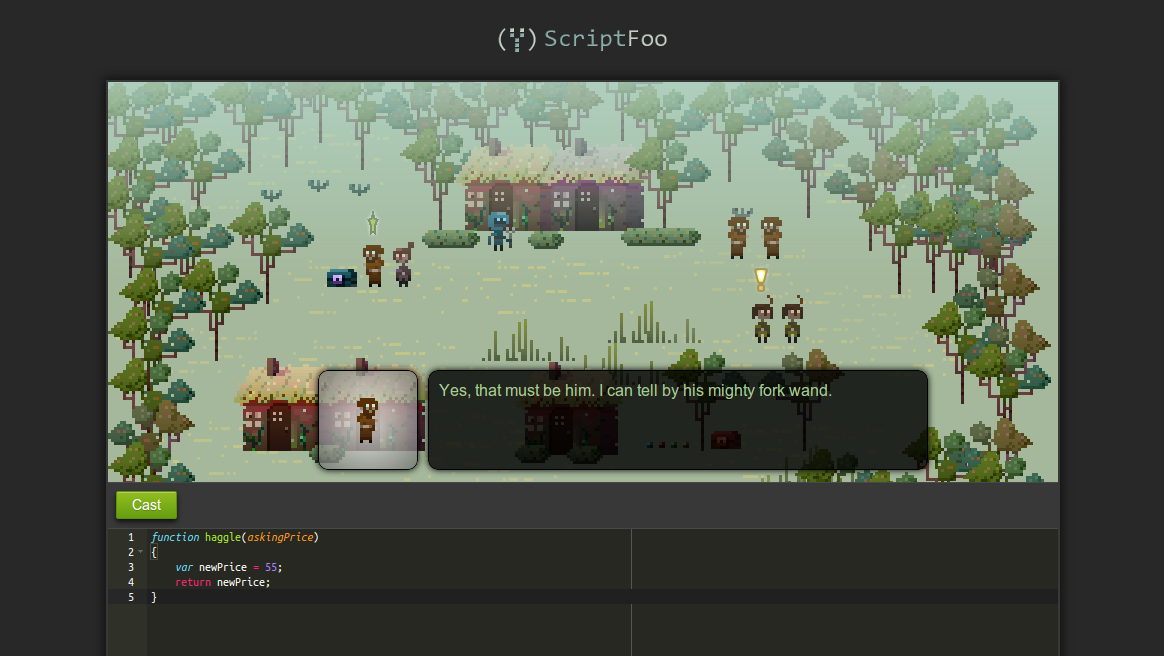 ScriptFoo
Yes, that must be him. I can tell by his mighty fork wand.
Cast
1 function haggle(askingPrice)
2 {
3 var newPrice = 55;
4 return newPrice;
5 }